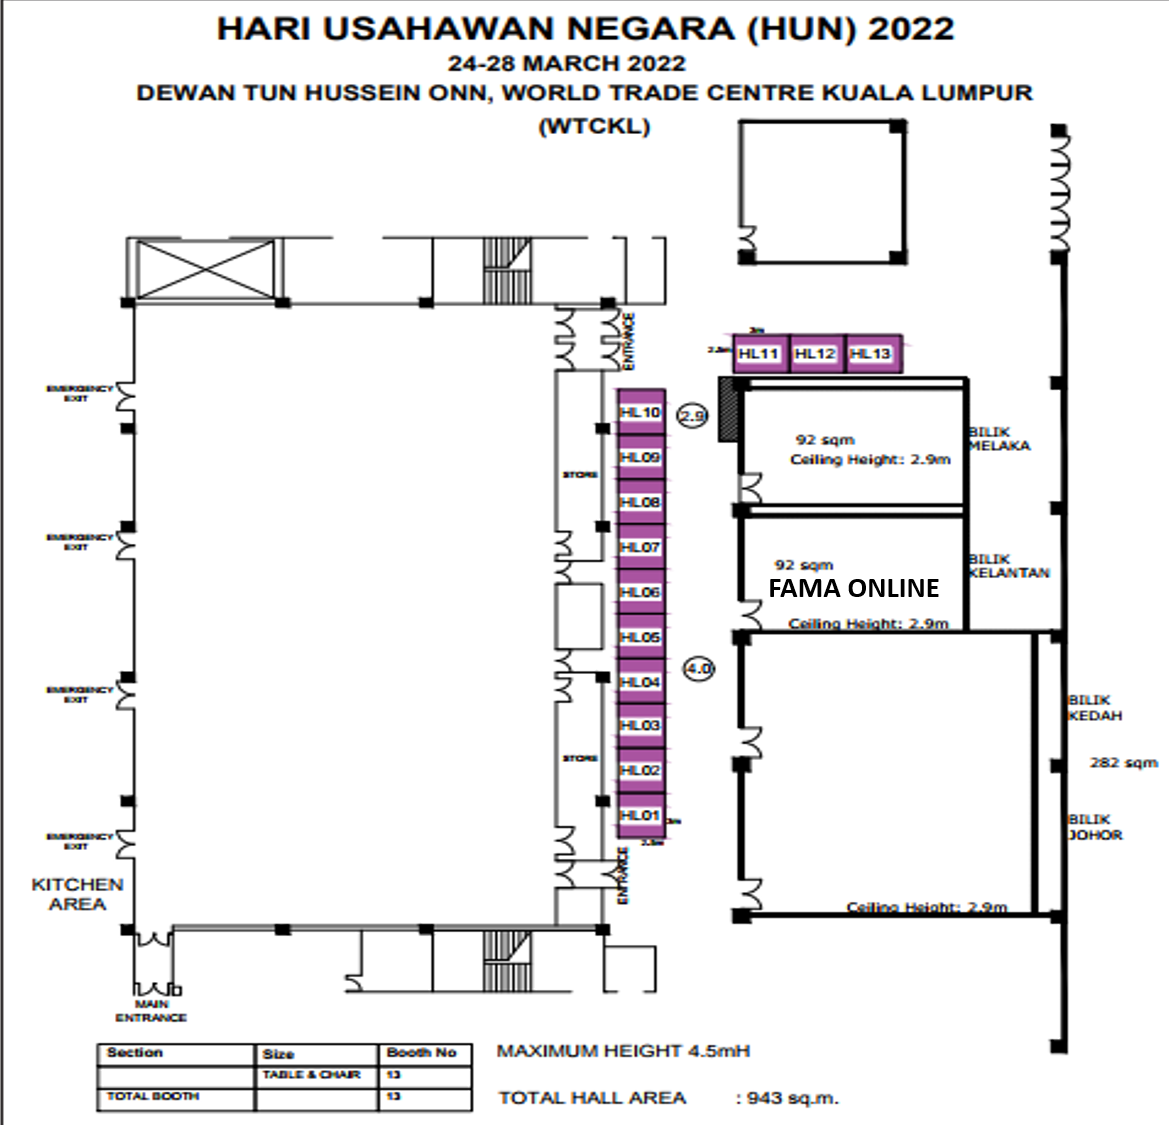 HARI USAHAWAN NEGARA (HUN) 2022
24-28 MARCH 2022
DEWAN TUN HUSSEIN ONN, WORLD TRADE CENTRE KUALA LUMPUR
(WTCKL)
ENTRANCE
3m
HL11 HL12 HL13
EMERGENCY
EXIT
HL10
2.9
HL09
STORE
HL08
HL07
HL06
HL05
HL04
HL03
HL02
HL01
4.0
92 sqm
Ceiling Height: 2.9m
BILIK
MELAKA
EMERGENCY
EXIT
92 sqm
FAMA ONLINE
Ceiling Height: 2.9m
BILIK
KELANTAN
EMERGENCY
EXIT
BILIK
KEDAH
282 sqm
STORE
BILIK
JOHOR
3m
EMERGENCY
EXIT
ENTRANCE
KITCHEN
AREA
Ceiling Height: 2.9m
MAIN
ENTRANCE
Section Size Booth No
TABLE & CHAIR 13
TOTAL BOOTH 13
MAXIMUM HEIGHT 4.5mH
TOTAL HALL AREA : 943 sq.m.